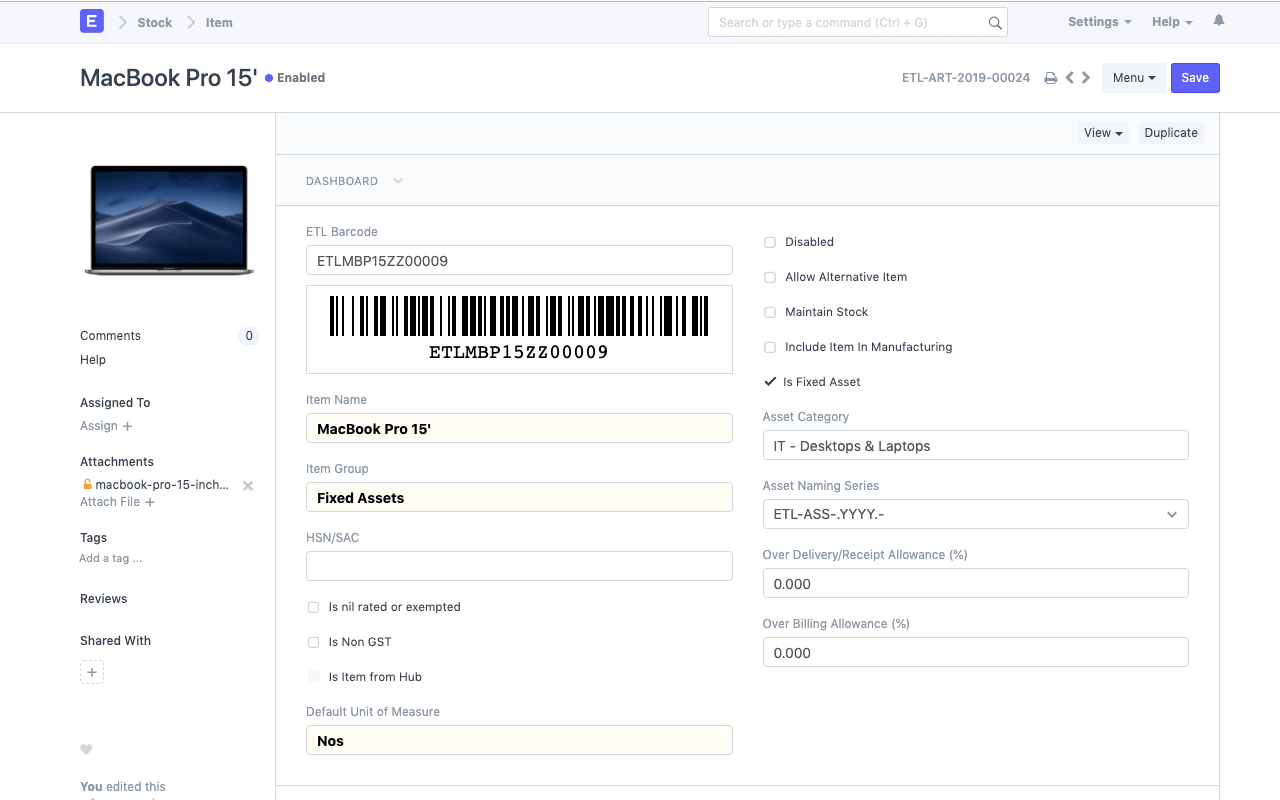 E Stock Item Search or type a command (Ctrl + G) Settings Help
MacBook Pro 15' Enabled ETL-ART-2019-00024 Menu Save
View Duplicate
DASHBOARD
Comments 0
Help
Assigned To
Assign +
Attachments
macbook-pro-15-inch...
Attach File +
Tags
Add a tag ...
Reviews
Shared With
+
You edited this
ETL Barcode
ETLMBP15ZZ00009
ETLMBP15ZZ00009
Item Name
MacBook Pro 15'
Item Group
Fixed Assets
HSN/SAC
Is nil rated or exempted
Is Non GST
Is Item from Hub
Default Unit of Measure
Nos
Disabled
Allow Alternative Item
Maintain Stock
Include Item In Manufacturing
Is Fixed Asset
Asset Category
IT - Desktops & Laptops
Asset Naming Series
ETL-ASS-.YYYY.-
Over Delivery/Receipt Allowance (%)
0.000
Over Billing Allowance (%)
0.000